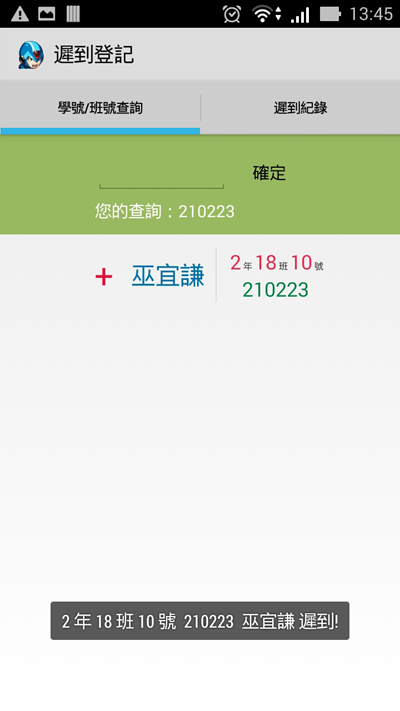 13:45
遲到登記
學號/班號查詢 遲到紀錄
確定
您的查詢：210223
+ 巫宜謙 2年18班10號
210223
2 年 18 班 10 號 210223 巫宜謙 遲到!